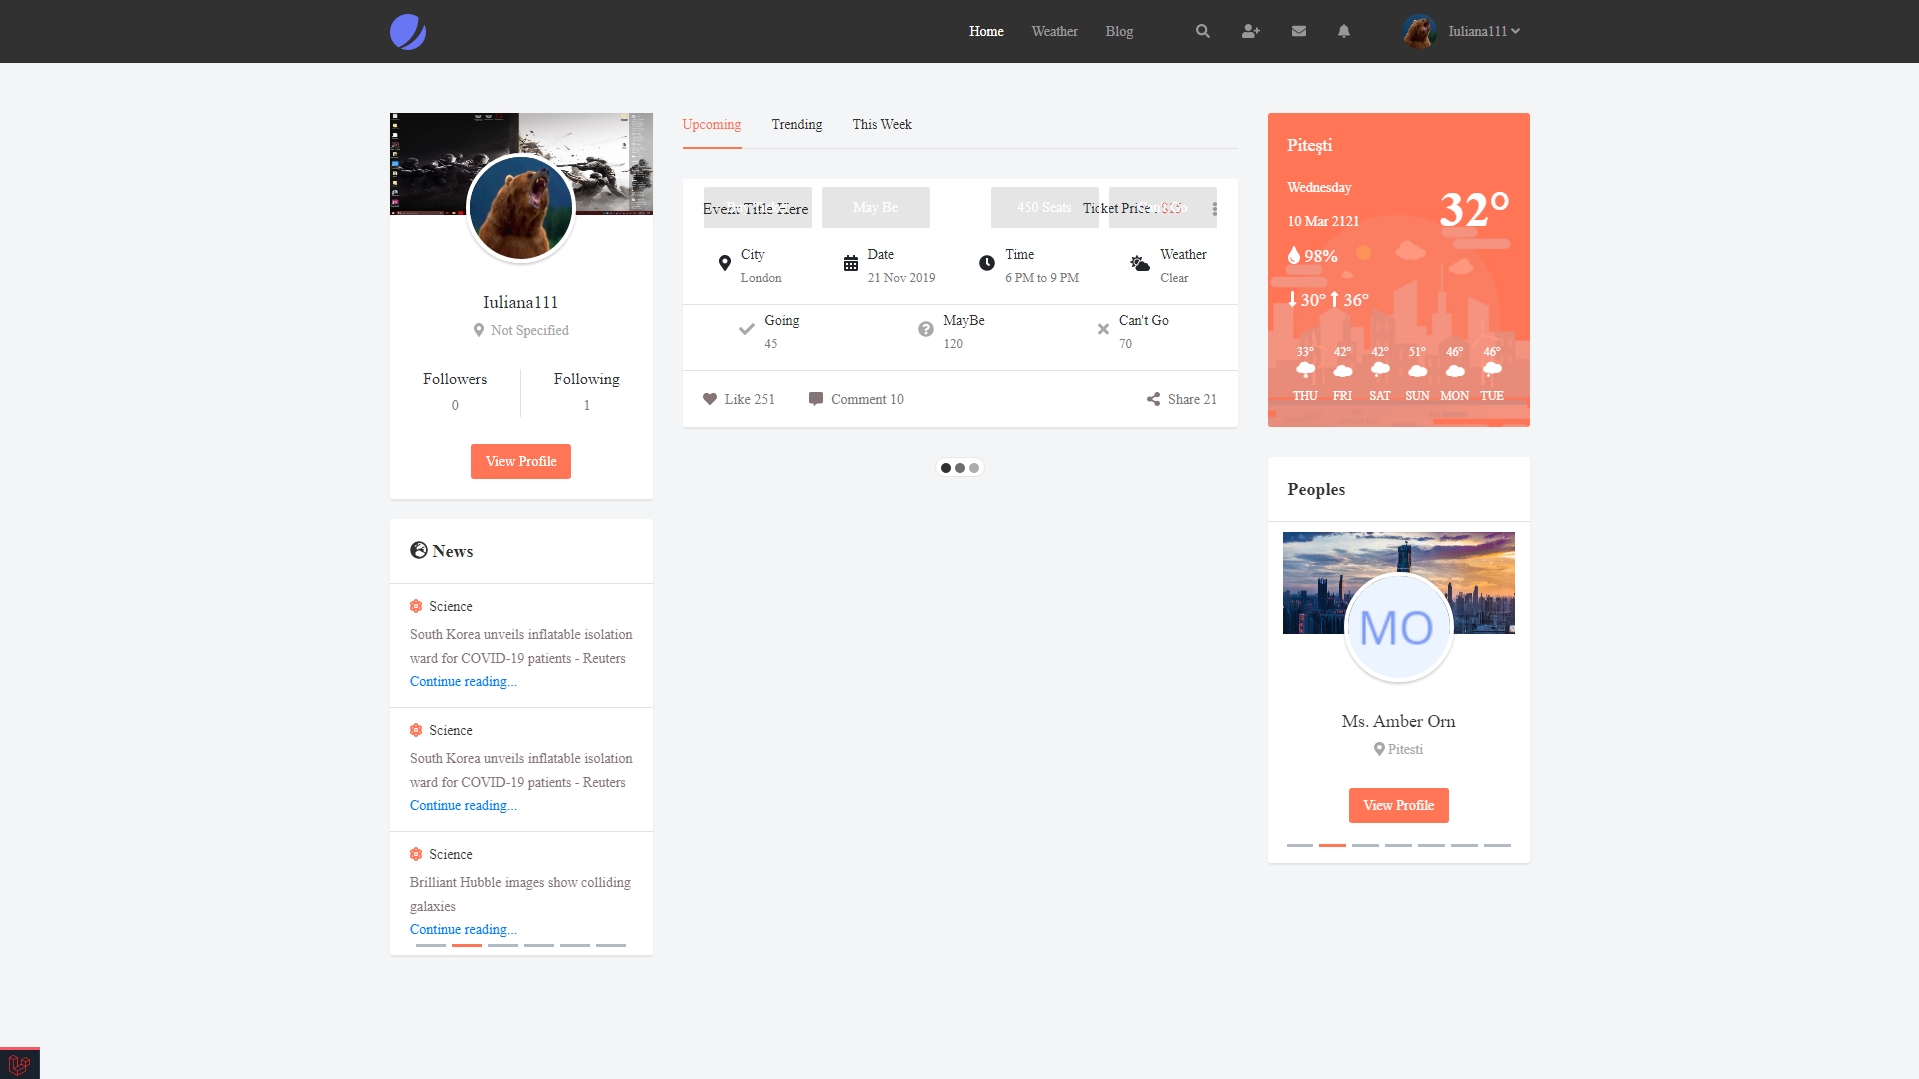 Home Weather Blog Iuliana111
Iuliana111
Not Specified
Followers Following
0 1
View Profile
News
Science
South Korea unveils inflatable isolation
ward for COVID-19 patients - Reuters
Continue reading...
Science
South Korea unveils inflatable isolation
ward for COVID-19 patients - Reuters
Continue reading...
Science
Brilliant Hubble images show colliding
galaxies
Continue reading...
Upcoming Trending This Week
Event Title Here May Be 450 Seats Ticket Price
City Date Time Weather
London 21 Nov 2019 6 PM to 9 PM Clear
Going MayBe Can't Go
45 120 70
Like 251 Comment 10 Share 21
Piteşti
Wednesday
32°
10 Mar 2121
98%
30° 36°
33° 42° 42° 51° 46° 46°
THU FRI SAT SUN MON TUE
Peoples
MO
Ms. Amber Orn
Pitesti
View Profile